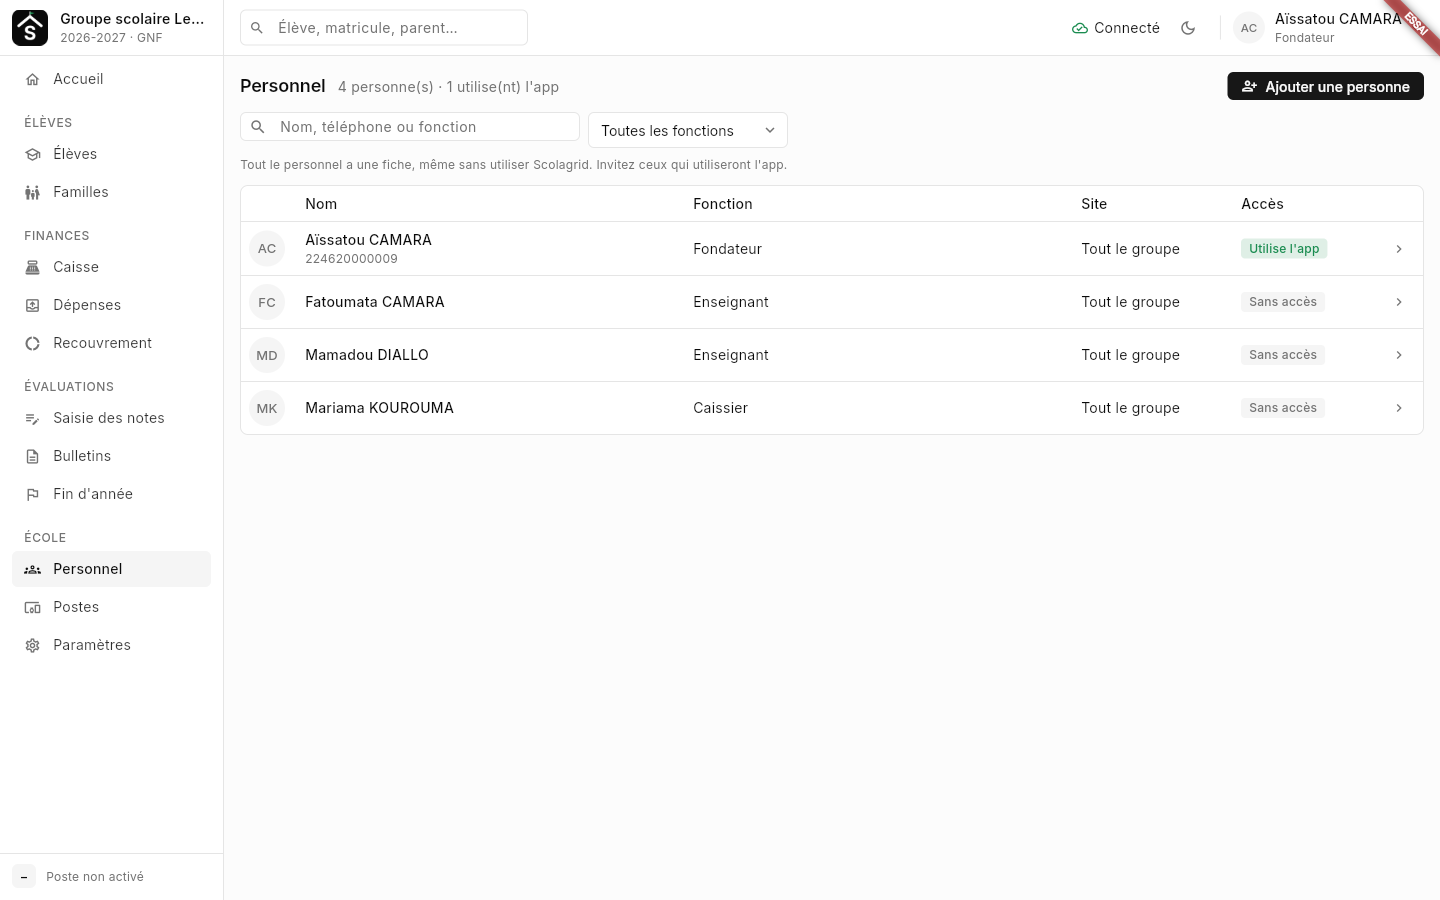 Groupe scolaire Le...
2026-2027 · GNF
Élève, matricule, parent...
Connecté
AC
Aïssatou CAMARA
Fondateur
ESSAI
Accueil
ÉLÈVES
Élèves
Familles
FINANCES
Caisse
Dépenses
Recouvrement
ÉVALUATIONS
Saisie des notes
Bulletins
Fin d'année
ÉCOLE
Personnel
Postes
Paramètres
– Poste non activé
Personnel 4 personne(s) · 1 utilise(nt) l'app
Ajouter une personne
Nom, téléphone ou fonction
Toutes les fonctions
Tout le personnel a une fiche, même sans utiliser Scolagrid. Invitez ceux qui utiliseront l'app.
Nom Fonction Site Accès
AC Aïssatou CAMARA Fondateur Tout le groupe Utilise l'app
224620000009
FC Fatoumata CAMARA Enseignant Tout le groupe Sans accès
MD Mamadou DIALLO Enseignant Tout le groupe Sans accès
MK Mariama KOUROUMA Caissier Tout le groupe Sans accès